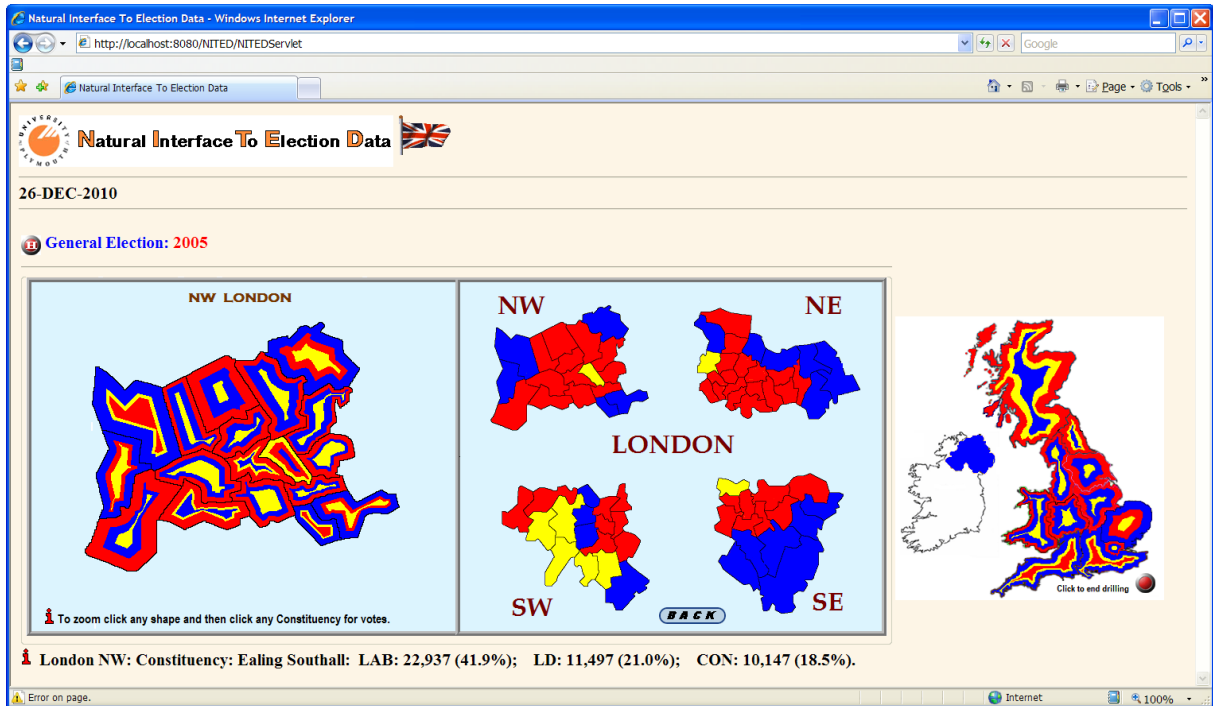 Natural Interface To Election Data - Windows Internet Explorer
http://localhost:8080/NITED/NITEDServlet
Google
Natural Interface To Election Data
Page
Tools
UNIVERSITY
PLYMOUTH
Natural Interface To Election Data
26-DEC-2010
H General Election: 2005
NW LONDON
NW
NE
LONDON
SW
SE
BACK
i To zoom click any shape and then click any Constituency for votes.
Click to end drilling
i London NW: Constituency: Ealing Southall: LAB: 22,937 (41.9%); LD: 11,497 (21.0%); CON: 10,147 (18.5%).
Error on page.
Internet
100%